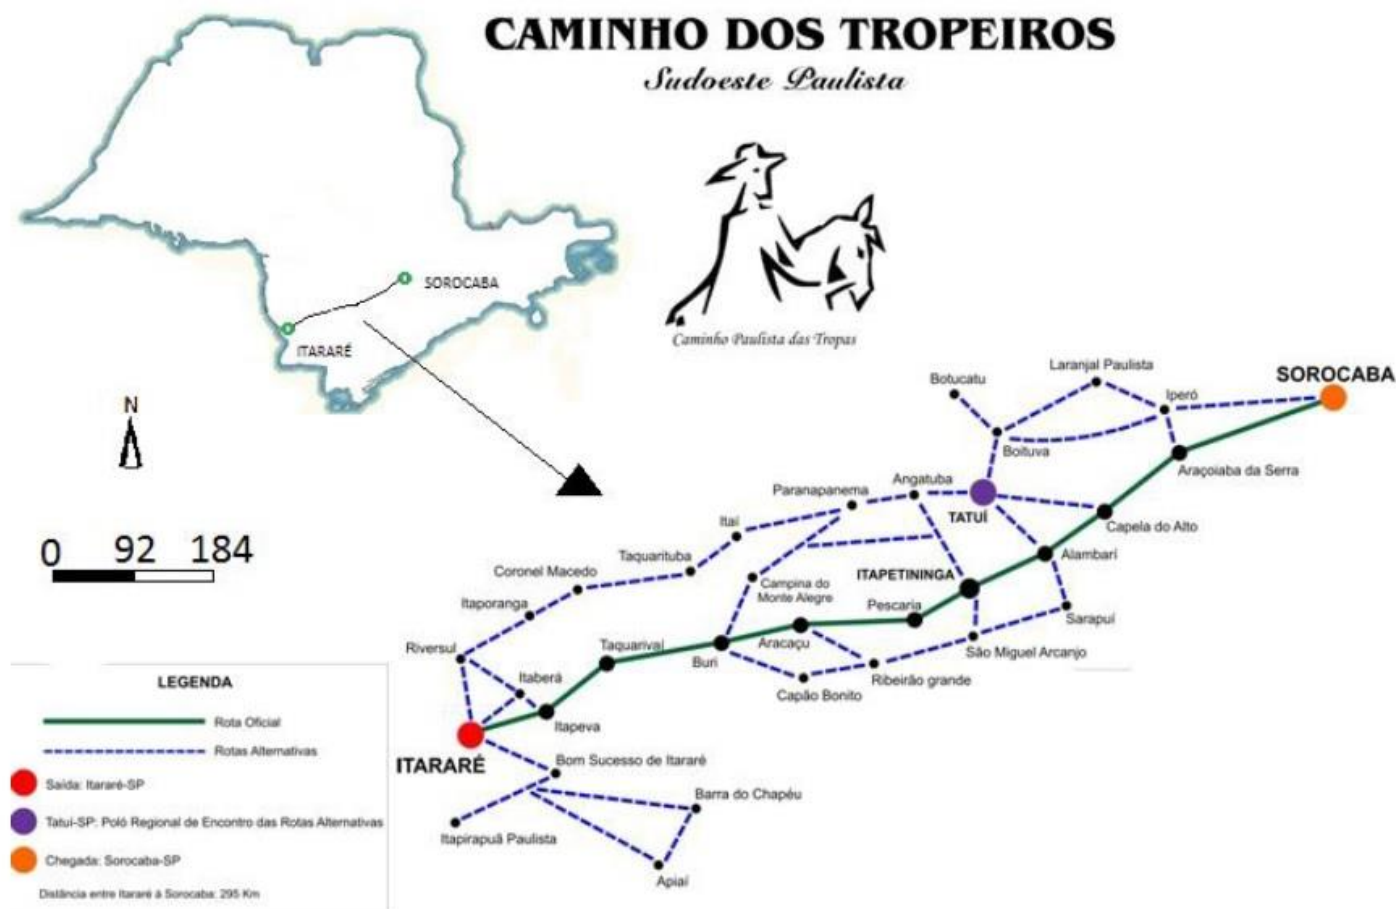 CAMINHO DOS TROPEIROS
Sudoeste Paulista
SOROCABA
ITARARÉ
Caminho Paulista das Tropas
N
0 92 184
Botucatu
Laranjal Paulista
SOROCABA
Iperó
Boituva
Araçoiaba da Serra
Paranapanema
Angatuba
TATUÍ
Capela do Alto
Itaí
Taquarituba
Alambari
Coronel Macedo
ITAPETININGA
Campina do
Monte Alegre
Itaporanga
Pescaria
Sarapuí
Riversul
Taquarivaí
Buri
Aracaçu
São Miguel Arcanjo
Itaberá
Capão Bonito
Ribeirão grande
Itapeva
ITARARÉ
Bom Sucesso de Itararé
Barra do Chapéu
Itapirapuã Paulista
Apiaí
LEGENDA
Rota Oficial
Rotas Alternativas
Saída: Itararé-SP
Tatuí-SP: Poló Regional de Encontro das Rotas Alternativas
Chegada: Sorocaba-SP
Distância entre Itararé à Sorocaba: 295 Km